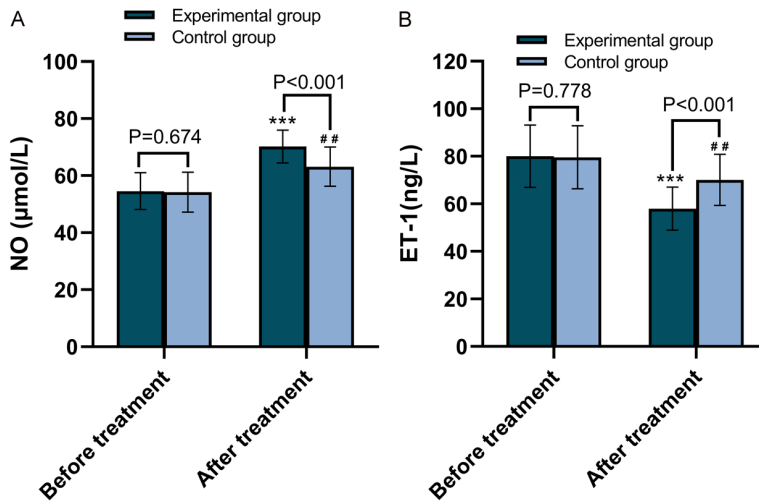 A
Experimental group
Control group
NO (μmol/L)
100
80
60
40
20
0
P=0.674
P<0.001
***
##
Before treatment
After treatment
B
Experimental group
Control group
ET-1(ng/L)
120
100
80
60
40
20
0
P=0.778
P<0.001
***
##
Before treatment
After treatment